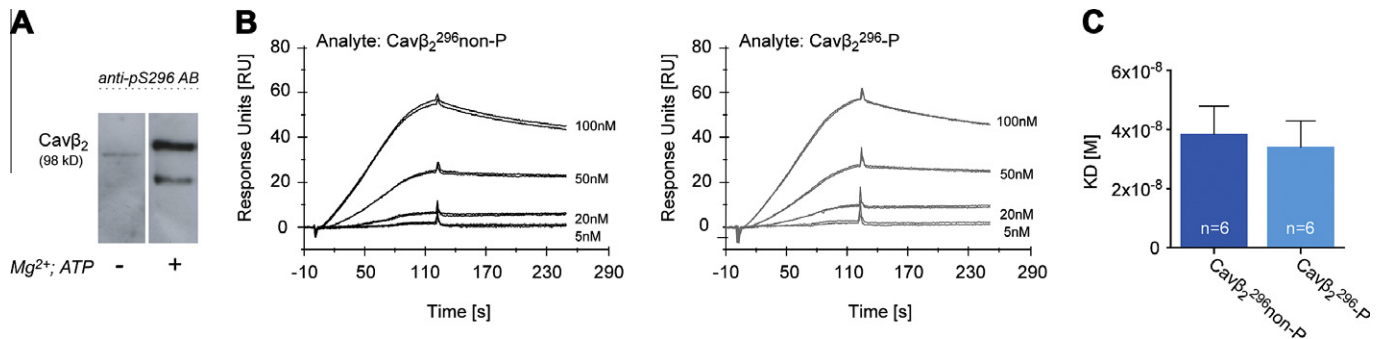 A
anti-pS296 AB
Cavβ₂
(98 kD)
Mg²⁺; ATP - +
B
Analyte: Cavβ₂²⁹⁶non-P
Response Units [RU]
80
60
40
20
0
100nM
50nM
20nM
5nM
-10 50 110 170 230 290
Time [s]
Analyte: Cavβ₂²⁹⁶-P
Response Units [RU]
80
60
40
20
0
100nM
50nM
20nM
5nM
-10 50 110 170 230 290
Time [s]
C
KD [M]
6x10⁻⁸
4x10⁻⁸
2x10⁻⁸
0
n=6 n=6
Cavβ₂²⁹⁶non-P
Cavβ₂²⁹⁶-P